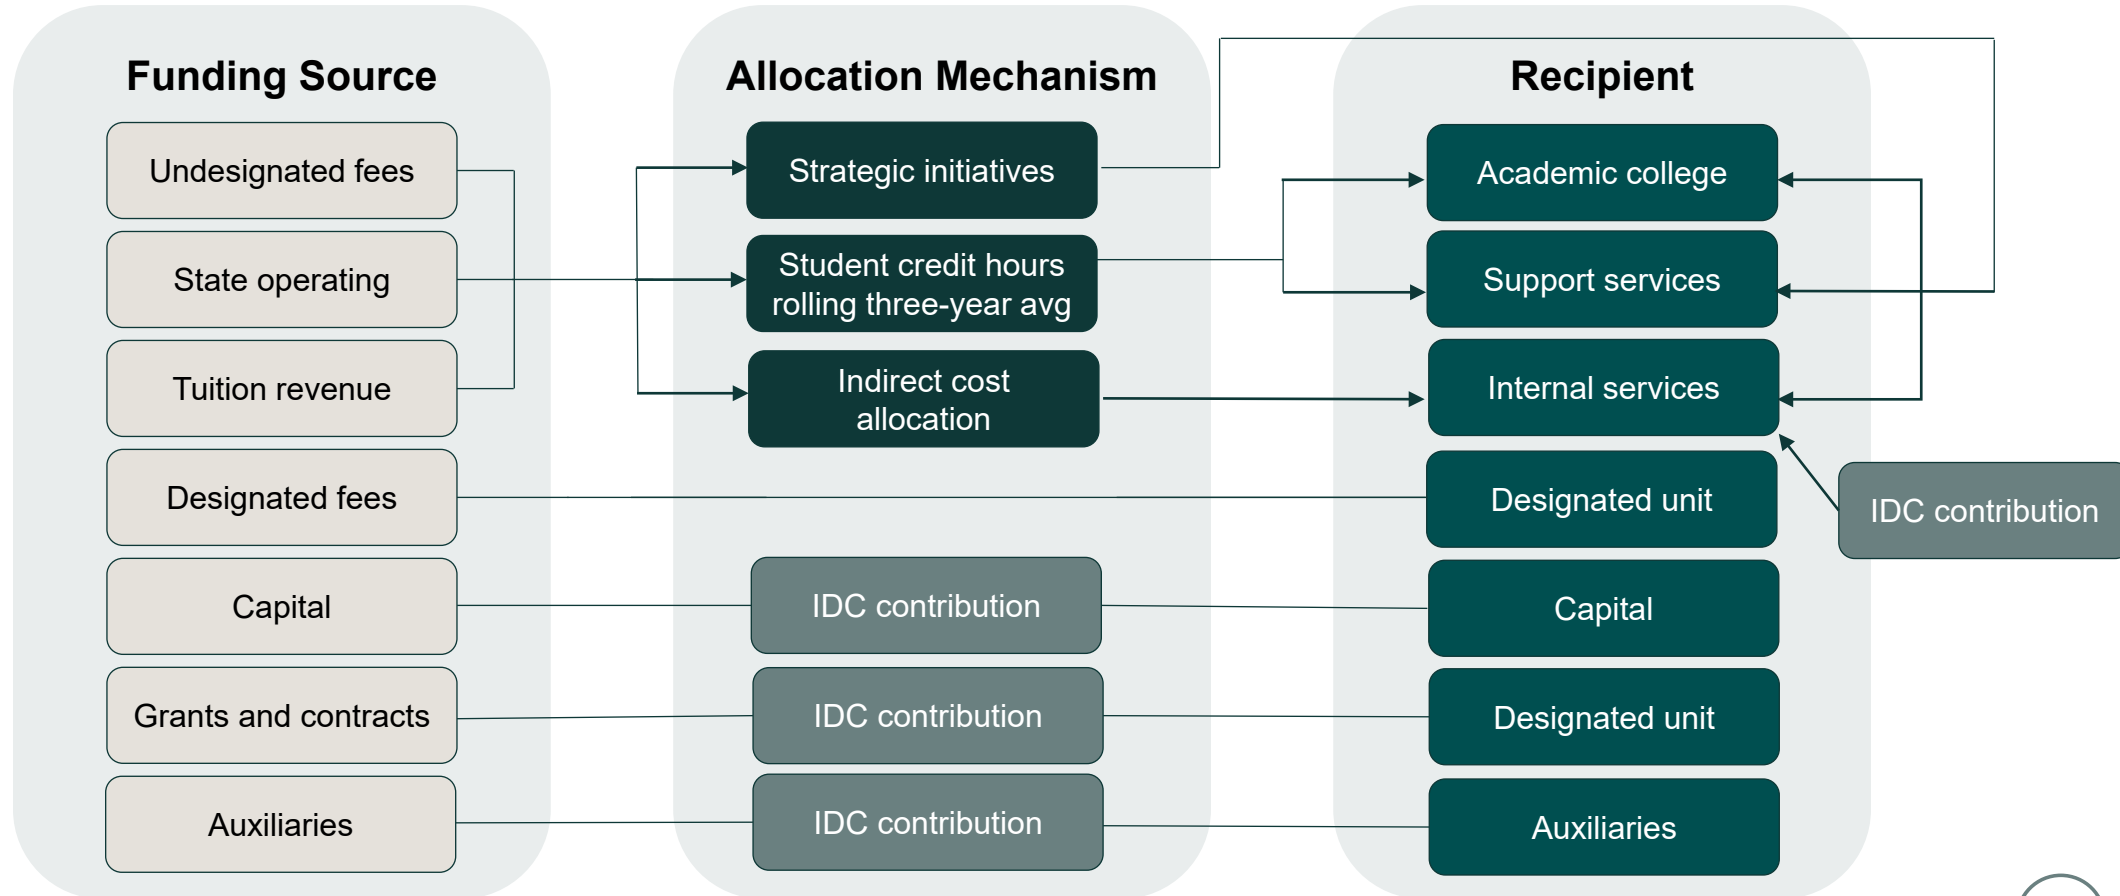 Funding Source
Undesignated fees
State operating
Tuition revenue
Designated fees
Capital
Grants and contracts
Auxiliaries
Allocation Mechanism
Strategic initiatives
Student credit hours
rolling three-year avg
Indirect cost
allocation
IDC contribution
IDC contribution
IDC contribution
Recipient
Academic college
Support services
Internal services
Designated unit
Capital
Designated unit
Auxiliaries
IDC contribution